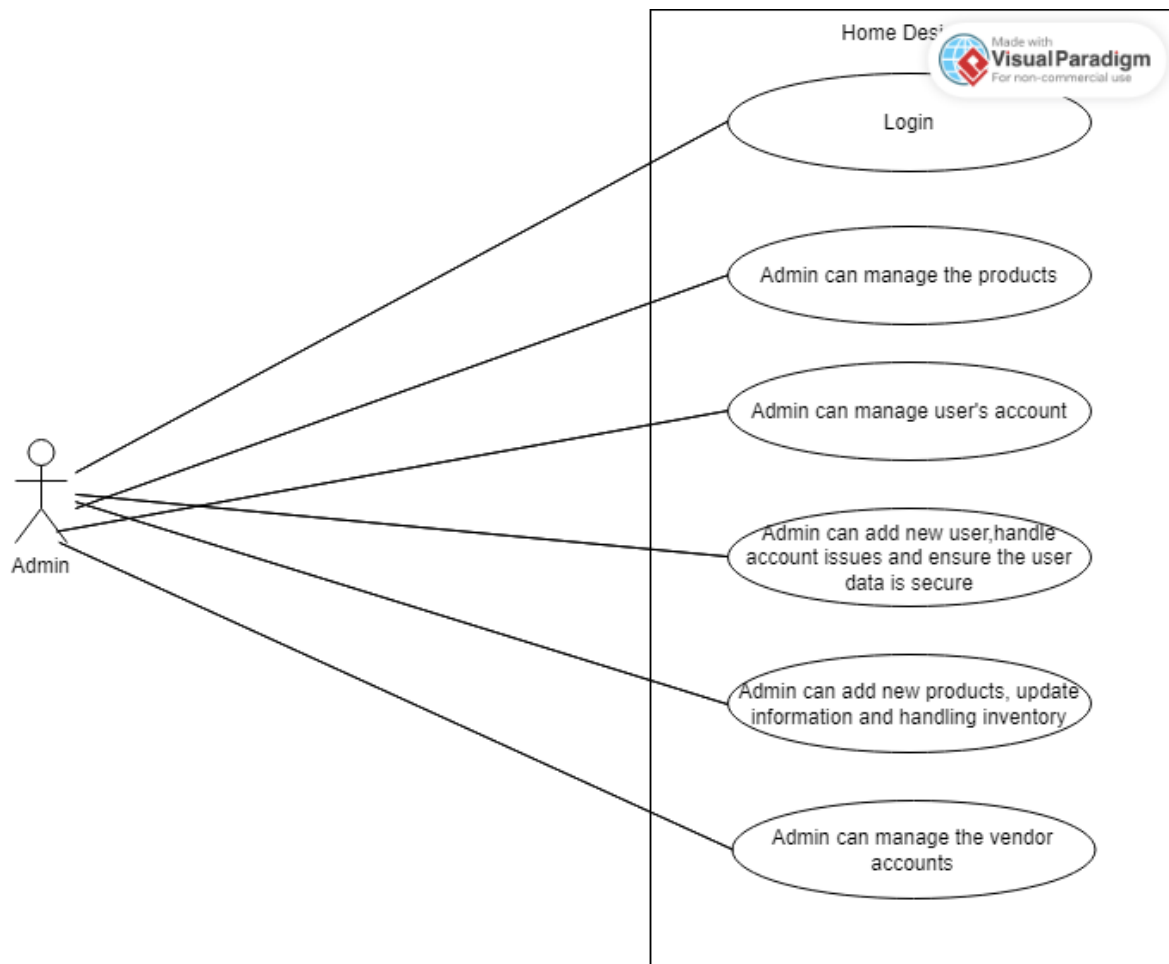 Home
Made with
Visual Paradigm
For non-commercial use
Login
Admin can manage the products
Admin can manage user's account
Admin can add new user,handle
account issues and ensure the user
data is secure
Admin
Admin can add new products, update
information and handling inventory
Admin can manage the vendor
accounts